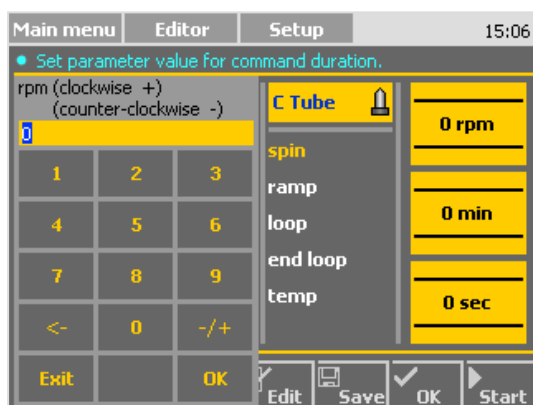 Main menu Editor Setup 15:06
• Set parameter value for command duration.
rpm (clockwise +)
(counter-clockwise -)
0
1 2 3
4 5 6
7 8 9
<- 0 -/+
Exit OK
C Tube
spin
ramp
loop
end loop
temp
0 rpm
0 min
0 sec
Edit Save OK Start